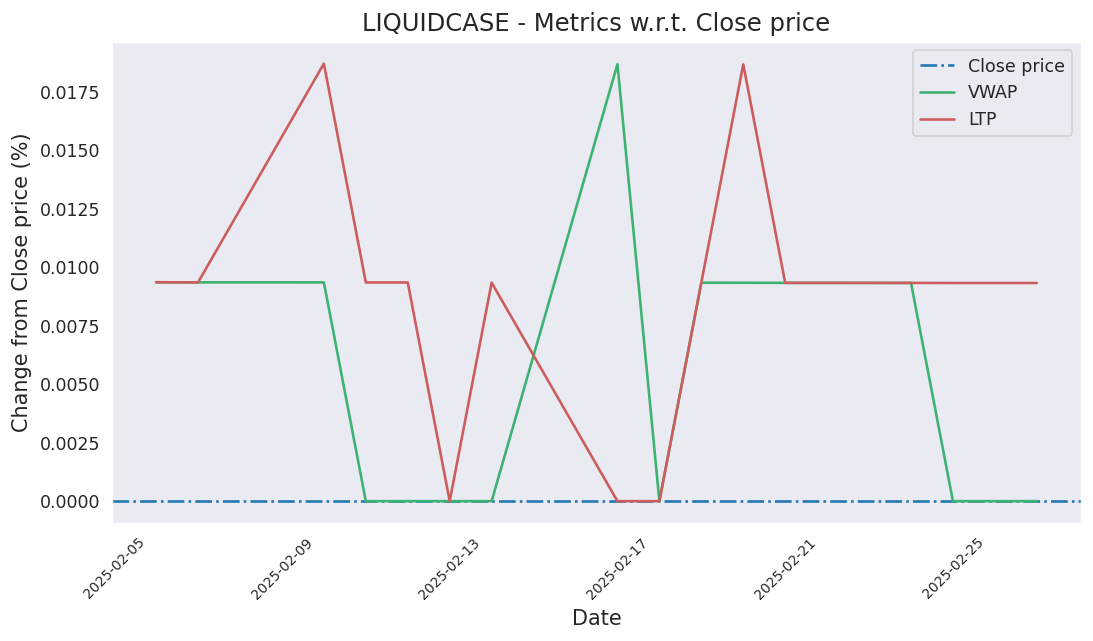 LIQUIDCASE - Metrics w.r.t. Close price
Close price
VWAP
LTP
Change from Close price (%)
0.0175
0.0150
0.0125
0.0100
0.0075
0.0050
0.0025
0.0000
2025-02-05
2025-02-09
2025-02-13
2025-02-17
2025-02-21
2025-02-25
Date